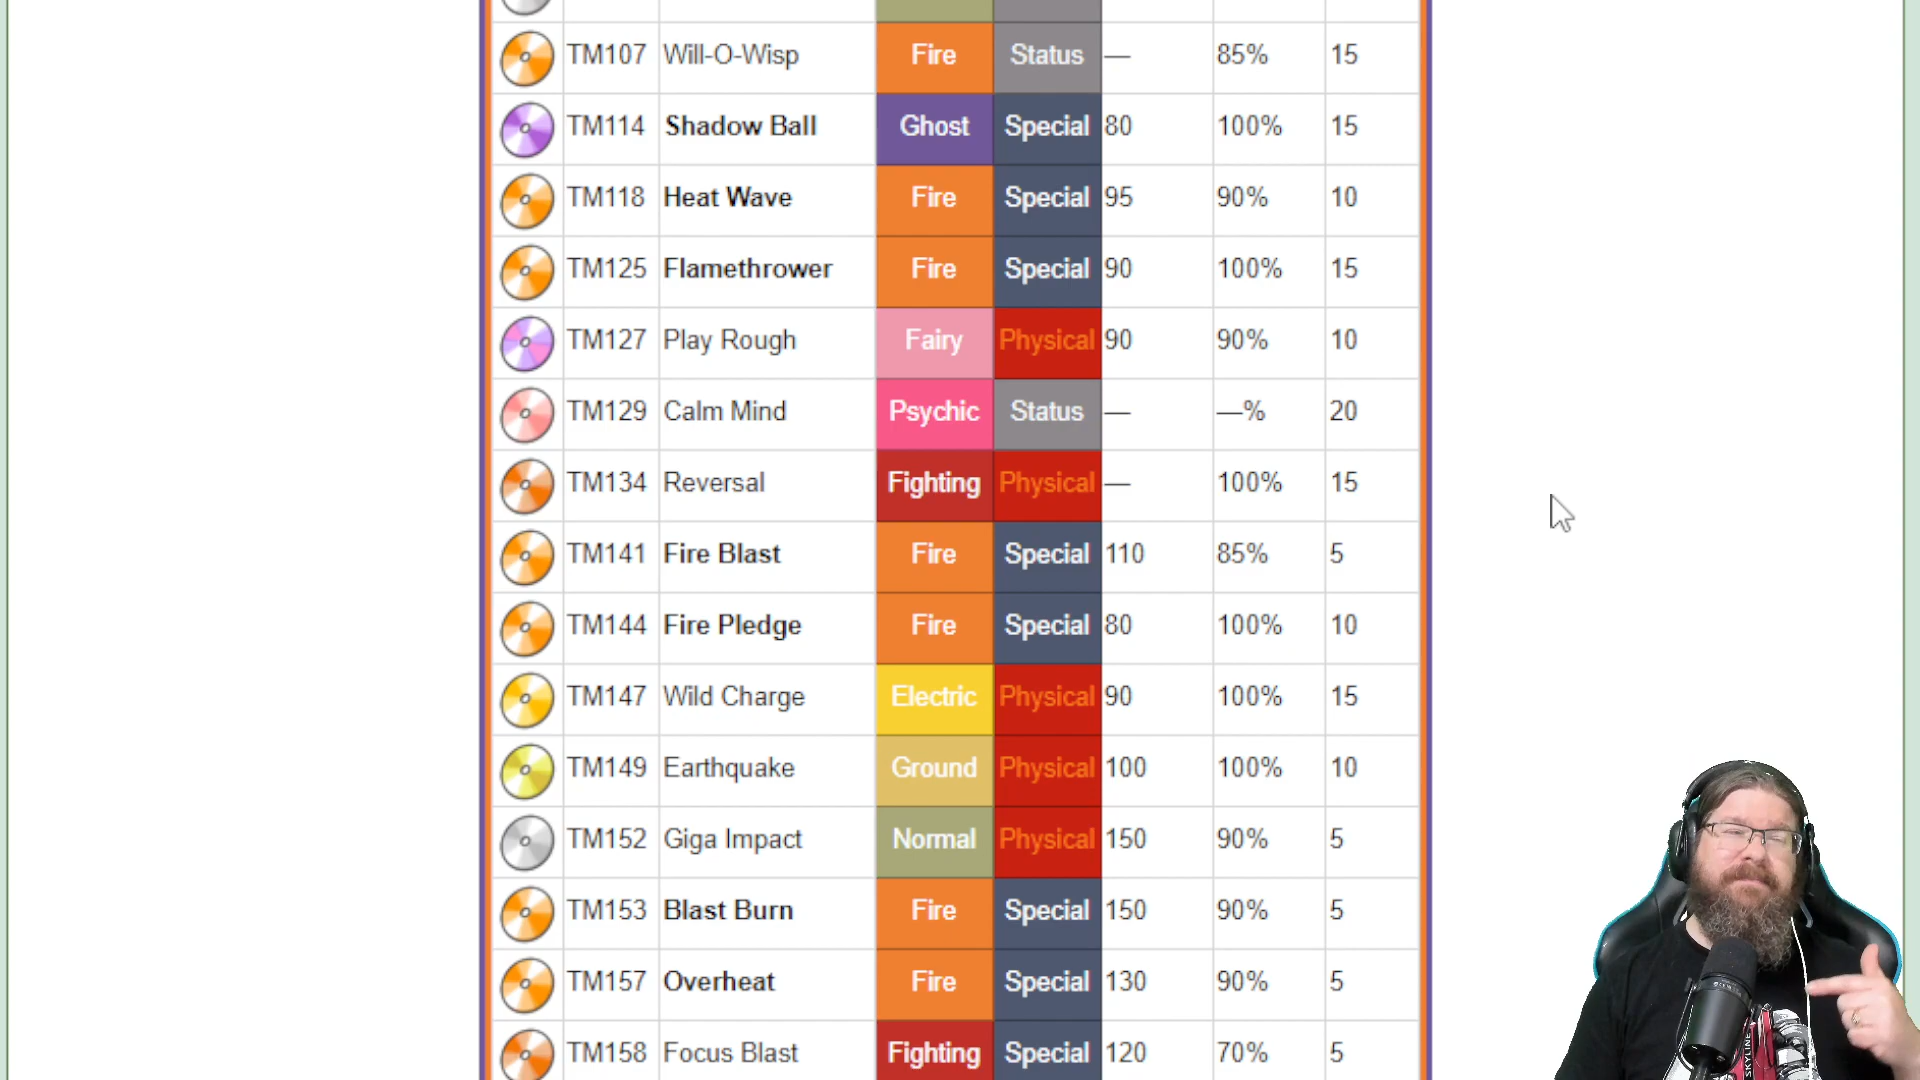 TM107 Will-O-Wisp Fire Status — 85% 15
TM114 Shadow Ball Ghost Special 80 100% 15
TM118 Heat Wave Fire Special 95 90% 10
TM125 Flamethrower Fire Special 90 100% 15
TM127 Play Rough Fairy Physical 90 90% 10
TM129 Calm Mind Psychic Status — —% 20
TM134 Reversal Fighting Physical — 100% 15
TM141 Fire Blast Fire Special 110 85% 5
TM144 Fire Pledge Fire Special 80 100% 10
TM147 Wild Charge Electric Physical 90 100% 15
TM149 Earthquake Ground Physical 100 100% 10
TM152 Giga Impact Normal Physical 150 90% 5
TM153 Blast Burn Fire Special 150 90% 5
TM157 Overheat Fire Special 130 90% 5
TM158 Focus Blast Fighting Special 120 70% 5
SKYLINE